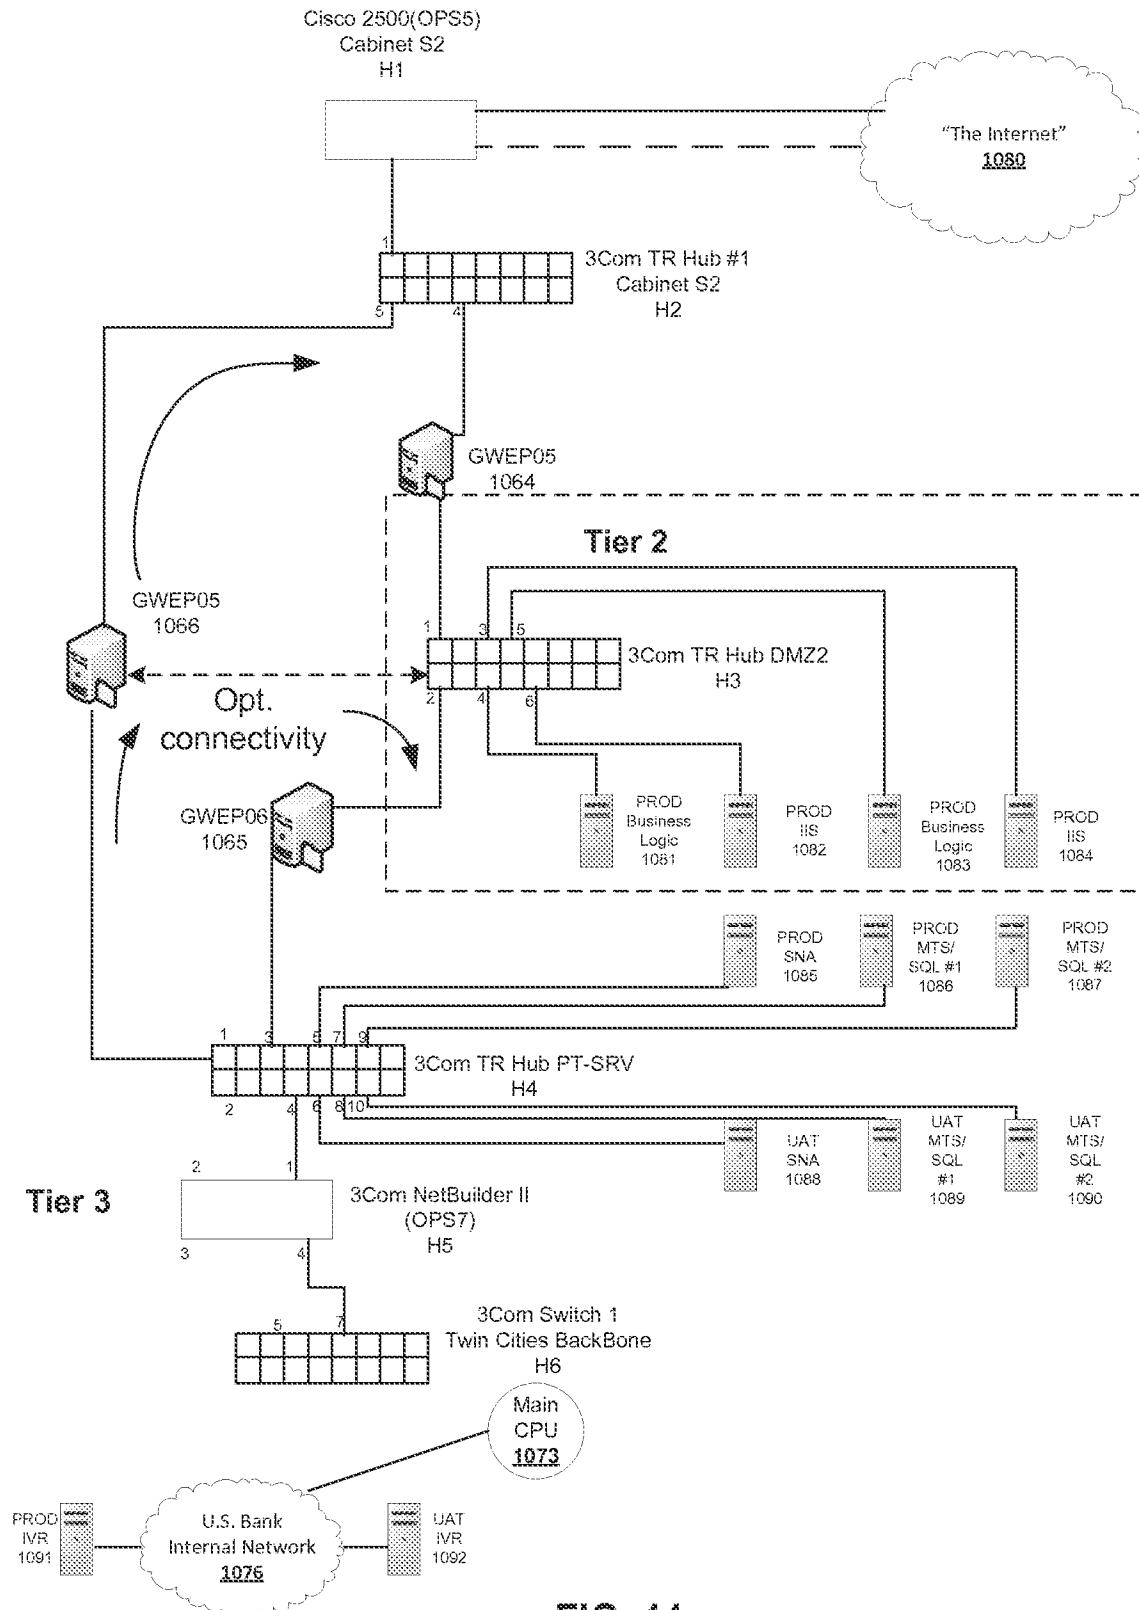 Cisco 2500(OPS5)
Cabinet S2
H1
"The Internet"
1080
1
3Com TR Hub #1
Cabinet S2
H2
5
4
GWEP05
1064
Tier 2
GWEP05
1066
1
3
5
3Com TR Hub DMZ2
H3
2
4
6
Opt.
connectivity
GWEP06
1065
PROD
Business
Logic
1081
PROD
IIS
1082
PROD
Business
Logic
1083
PROD
IIS
1084
PROD
SNA
1085
PROD
MTS/
SQL #1
1086
PROD
MTS/
SQL #2
1087
1
3
5
7
9
3Com TR Hub PT-SRV
H4
2
4
6
8
10
UAT
SNA
1088
UAT
MTS/
SQL
#1
1089
UAT
MTS/
SQL
#2
1090
2
1
Tier 3
3Com NetBuilder II
(OPS7)
H5
3
4
5
7
3Com Switch 1
Twin Cities BackBone
H6
Main
CPU
1073
PROD
IVR
1091
U.S. Bank
Internal Network
1076
UAT
IVR
1092